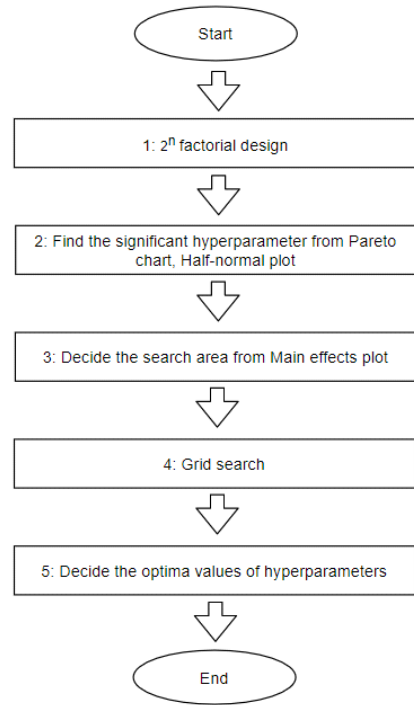 Start
1: 2ⁿ factorial design
2: Find the significant hyperparameter from Pareto
chart, Half-normal plot
3: Decide the search area from Main effects plot
4: Grid search
5: Decide the optima values of hyperparameters
End